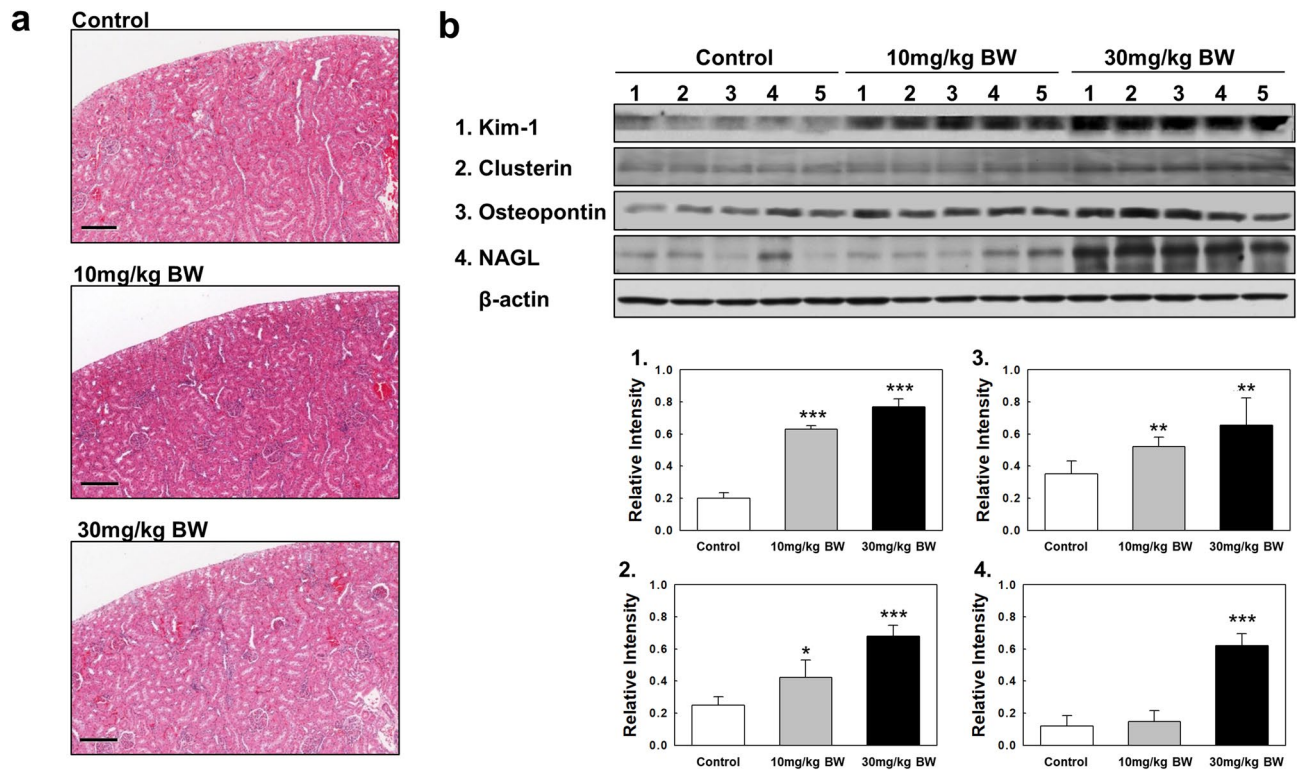 a
Control
10mg/kg BW
30mg/kg BW
b
Control 10mg/kg BW 30mg/kg BW
1 2 3 4 5 1 2 3 4 5 1 2 3 4 5
1. Kim-1
2. Clusterin
3. Osteopontin
4. NAGL
β-actin
1.
Relative Intensity
1.0
0.8
0.6
0.4
0.2
0.0
*** ***
Control 10mg/kg BW 30mg/kg BW
3.
Relative Intensity
1.0
0.8
0.6
0.4
0.2
0.0
** **
Control 10mg/kg BW 30mg/kg BW
2.
Relative Intensity
1.0
0.8
0.6
0.4
0.2
0.0
* ***
Control 10mg/kg BW 30mg/kg BW
4.
Relative Intensity
1.0
0.8
0.6
0.4
0.2
0.0
***
Control 10mg/kg BW 30mg/kg BW